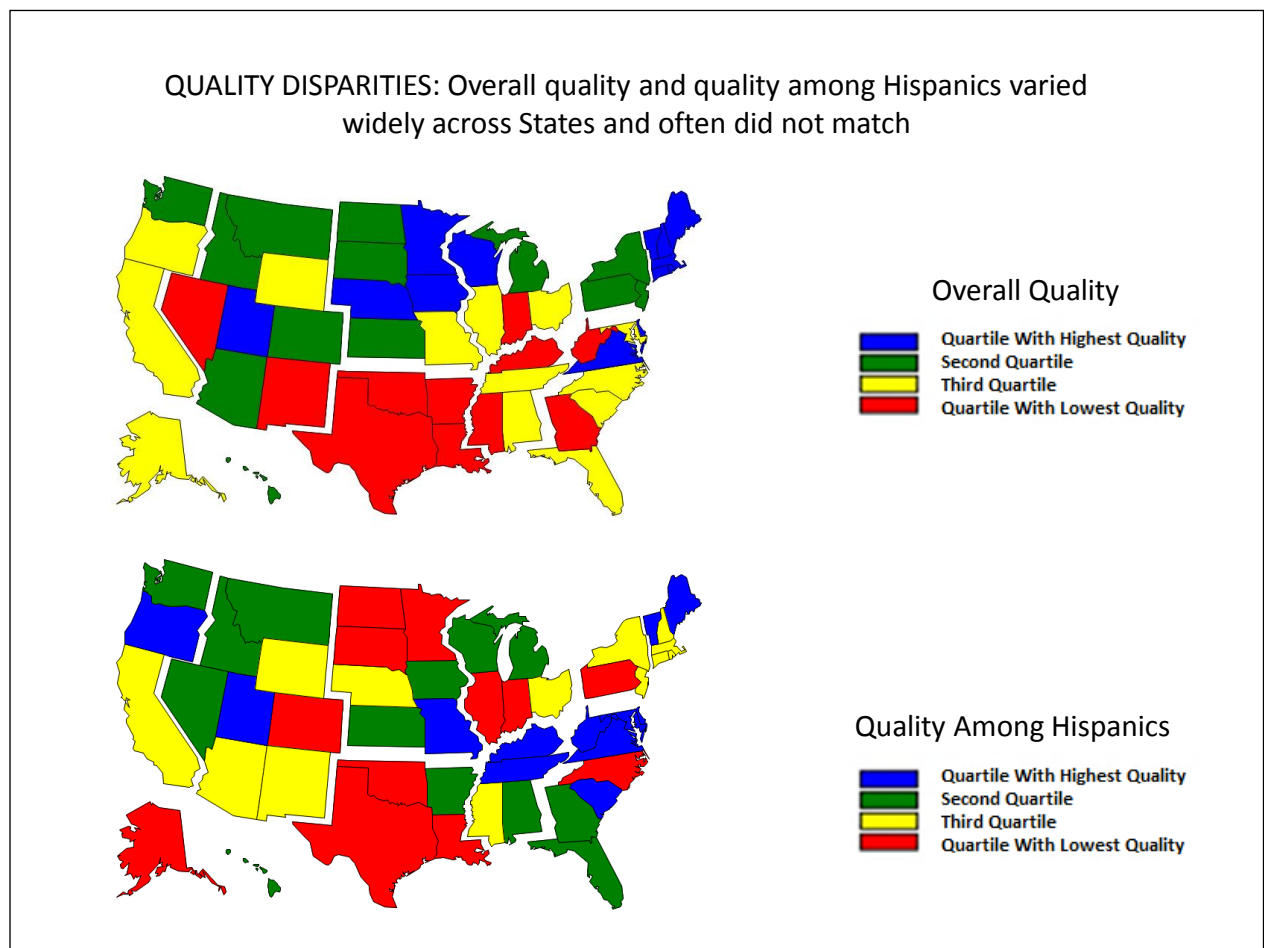 QUALITY DISPARITIES: Overall quality and quality among Hispanics varied
widely across States and often did not match
Overall Quality
Quartile With Highest Quality
Second Quartile
Third Quartile
Quartile With Lowest Quality
Quality Among Hispanics
Quartile With Highest Quality
Second Quartile
Third Quartile
Quartile With Lowest Quality